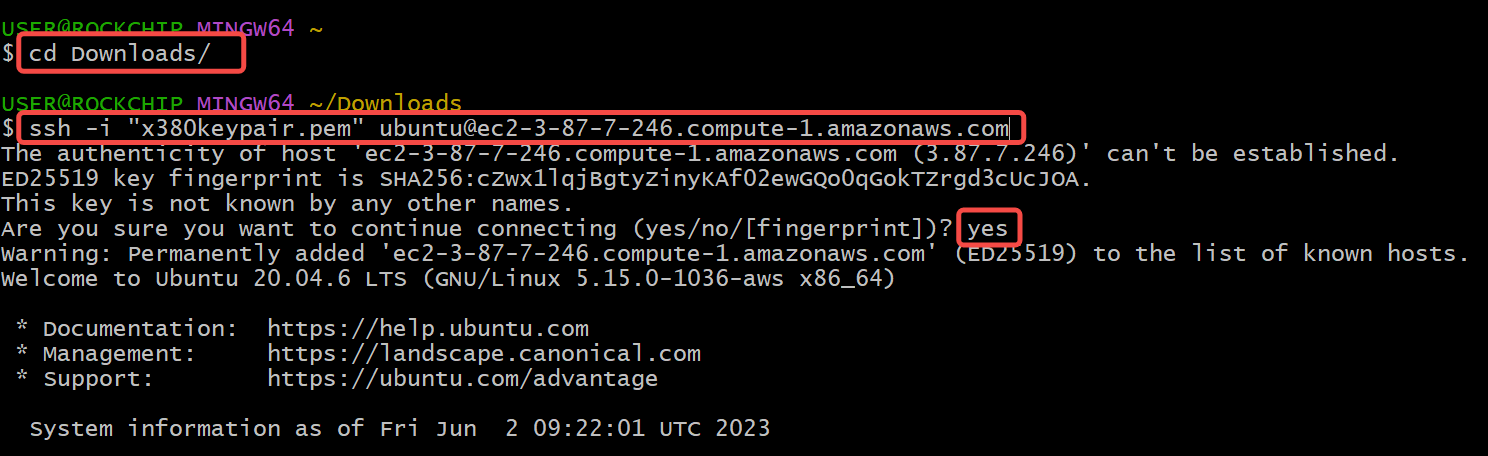 USER@ROCKCHIP MINGW64 ~
$ cd Downloads/
USER@ROCKCHIP MINGW64 ~/Downloads
$ ssh -i "x380keypair.pem" ubuntu@ec2-3-87-7-246.compute-1.amazonaws.com
The authenticity of host 'ec2-3-87-7-246.compute-1.amazonaws.com (3.87.7.246)' can't be established.
ED25519 key fingerprint is SHA256:cZwx1lqjBgtyZinyKAf02ewGQo0qGokTZrgd3cUcJOA.
This key is not known by any other names.
Are you sure you want to continue connecting (yes/no/[fingerprint])? yes
Warning: Permanently added 'ec2-3-87-7-246.compute-1.amazonaws.com' (ED25519) to the list of known hosts.
Welcome to Ubuntu 20.04.6 LTS (GNU/Linux 5.15.0-1036-aws x86_64)
* Documentation: https://help.ubuntu.com
* Management: https://landscape.canonical.com
* Support: https://ubuntu.com/advantage
System information as of Fri Jun 2 09:22:01 UTC 2023